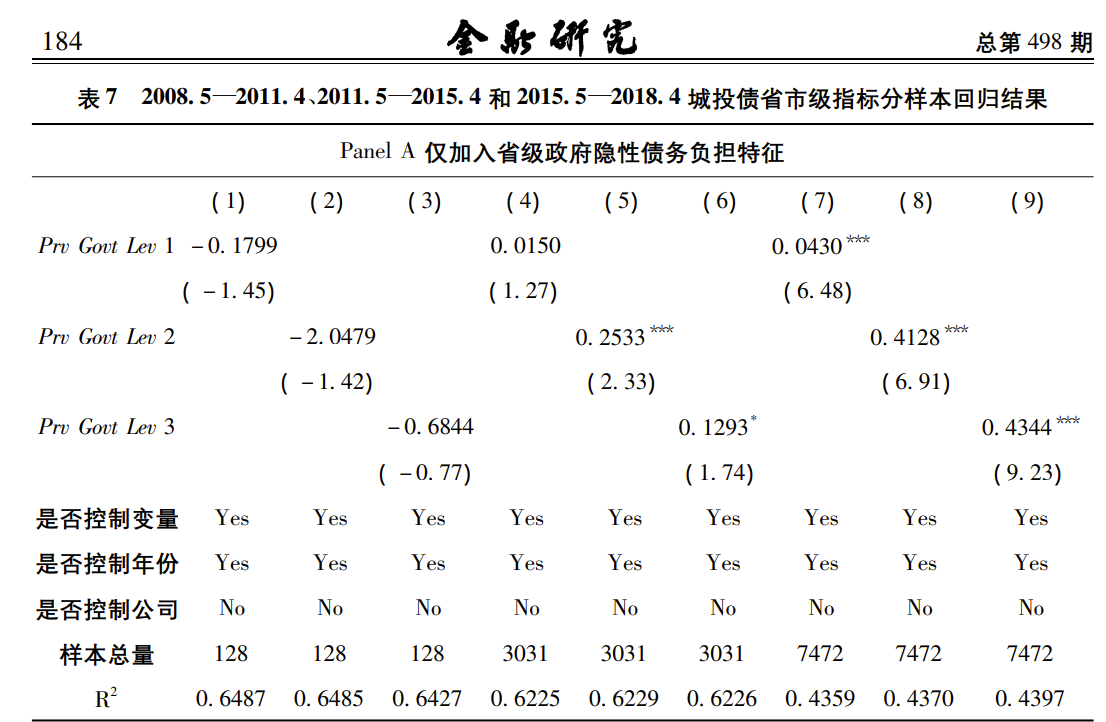 184 金融研究 总第 498 期
表 7 2008. 5—2011. 4、2011. 5—2015. 4 和 2015. 5—2018. 4 城投债省市级指标分样本回归结果
Panel A 仅加入省级政府隐性债务负担特征
(1) (2) (3) (4) (5) (6) (7) (8) (9)
Prv Govt Lev 1 -0. 1799 0. 0150 0. 0430***
( -1. 45) (1. 27) (6. 48)
Prv Govt Lev 2 -2. 0479 0. 2533*** 0. 4128***
( -1. 42) (2. 33) (6. 91)
Prv Govt Lev 3 -0. 6844 0. 1293* 0. 4344***
( -0. 77) (1. 74) (9. 23)
是否控制变量 Yes Yes Yes Yes Yes Yes Yes Yes Yes
是否控制年份 Yes Yes Yes Yes Yes Yes Yes Yes Yes
是否控制公司 No No No No No No No No No
样本总量 128 128 128 3031 3031 3031 7472 7472 7472
R² 0. 6487 0. 6485 0. 6427 0. 6225 0. 6229 0. 6226 0. 4359 0. 4370 0. 4397